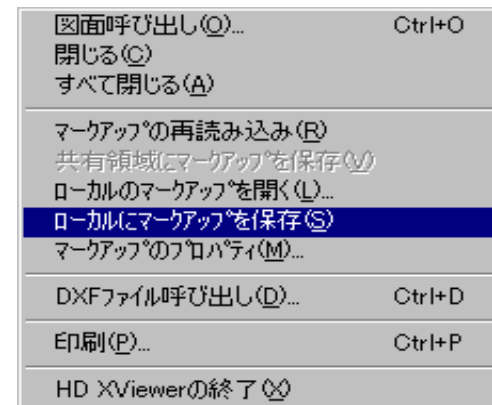 図面呼び出し(O)... Ctrl+O
閉じる(C)
すべて閉じる(A)
マークアップの再読み込み(R)
共有領域にマークアップを保存(V)
ローカルのマークアップを開く(L)...
ローカルにマークアップを保存(S)
マークアップのプロパティ(M)...
DXFファイル呼び出し(D)... Ctrl+D
印刷(P)... Ctrl+P
HD XViewerの終了(X)